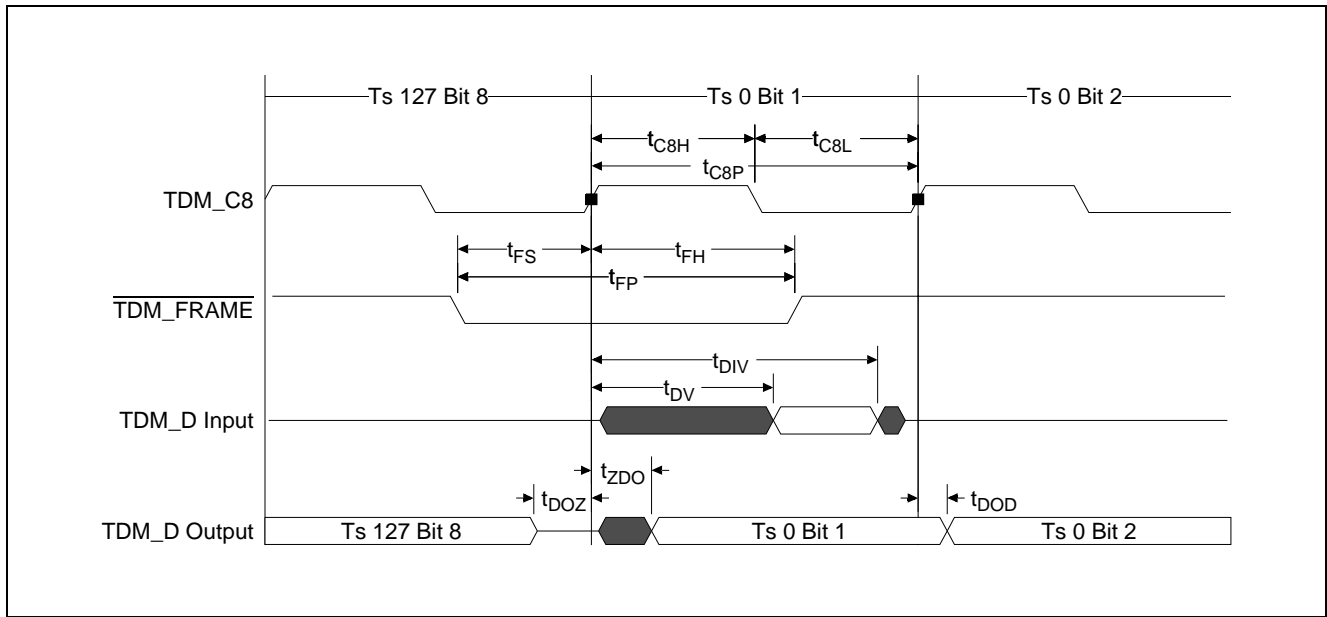 Ts 127 Bit 8 Ts 0 Bit 1 Ts 0 Bit 2
tC8H tC8L
tC8P
TDM_C8
tFS tFH
tFP
TDM_FRAME
tDIV
tDV
TDM_D Input
tZDO
tDOZ tDOD
TDM_D Output Ts 127 Bit 8 Ts 0 Bit 1 Ts 0 Bit 2